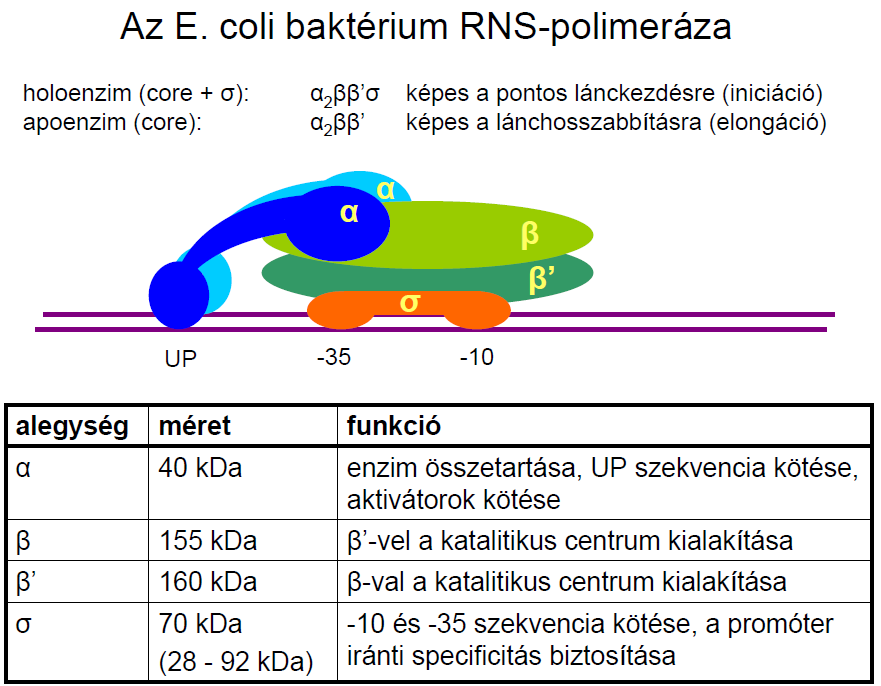 Az E. coli baktérium RNS-polimeráza
holoenzim (core + σ): α₂ββ’σ képes a pontos lánckezdésre (iniciáció)
apoenzim (core): α₂ββ’ képes a lánchosszabbításra (elongáció)
α
α
β
β’
σ
UP -35 -10
alegység méret funkció
α 40 kDa enzim összetartása, UP szekvencia kötése,
aktivátorok kötése
β 155 kDa β’-vel a katalitikus centrum kialakítása
β’ 160 kDa β-val a katalitikus centrum kialakítása
σ 70 kDa -10 és -35 szekvencia kötése, a promóter
(28 - 92 kDa) iránti specificitás biztosítása